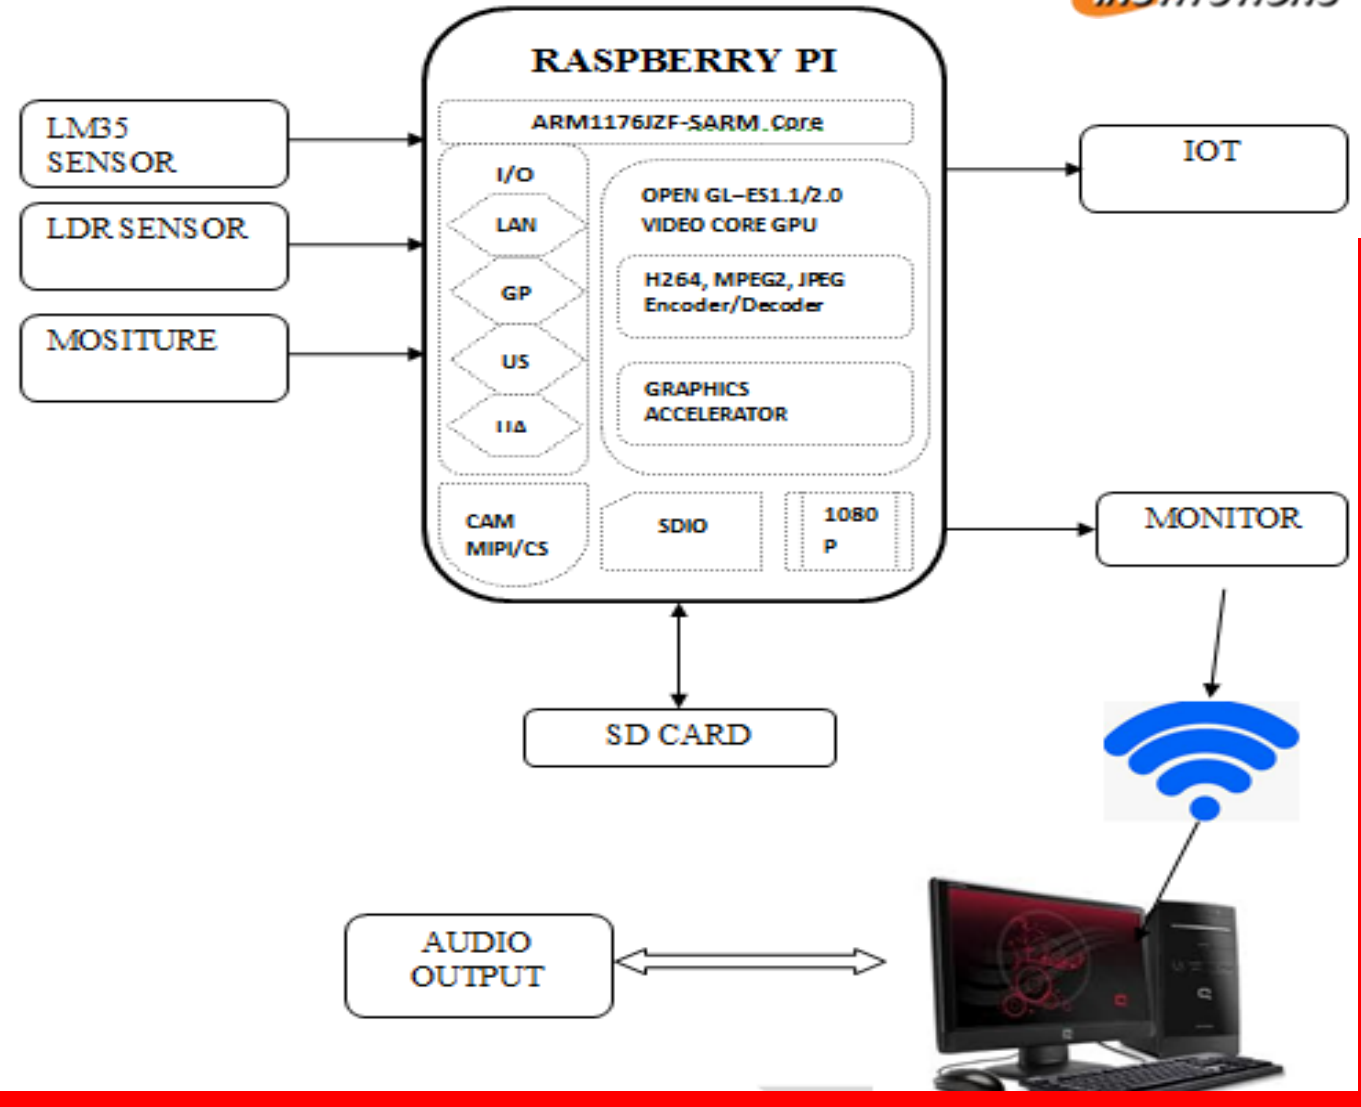 RASPBERRY PI
ARM1176JZF-SARM Core
LM35
SENSOR
LDR SENSOR
MOSITURE
I/O
LAN
GP
US
UA
OPEN GL–ES1.1/2.0
VIDEO CORE GPU
H264, MPEG2, JPEG
Encoder/Decoder
GRAPHICS
ACCELERATOR
CAM
MIPI/CS
SDIO
1080
P
IOT
MONITOR
SD CARD
AUDIO
OUTPUT